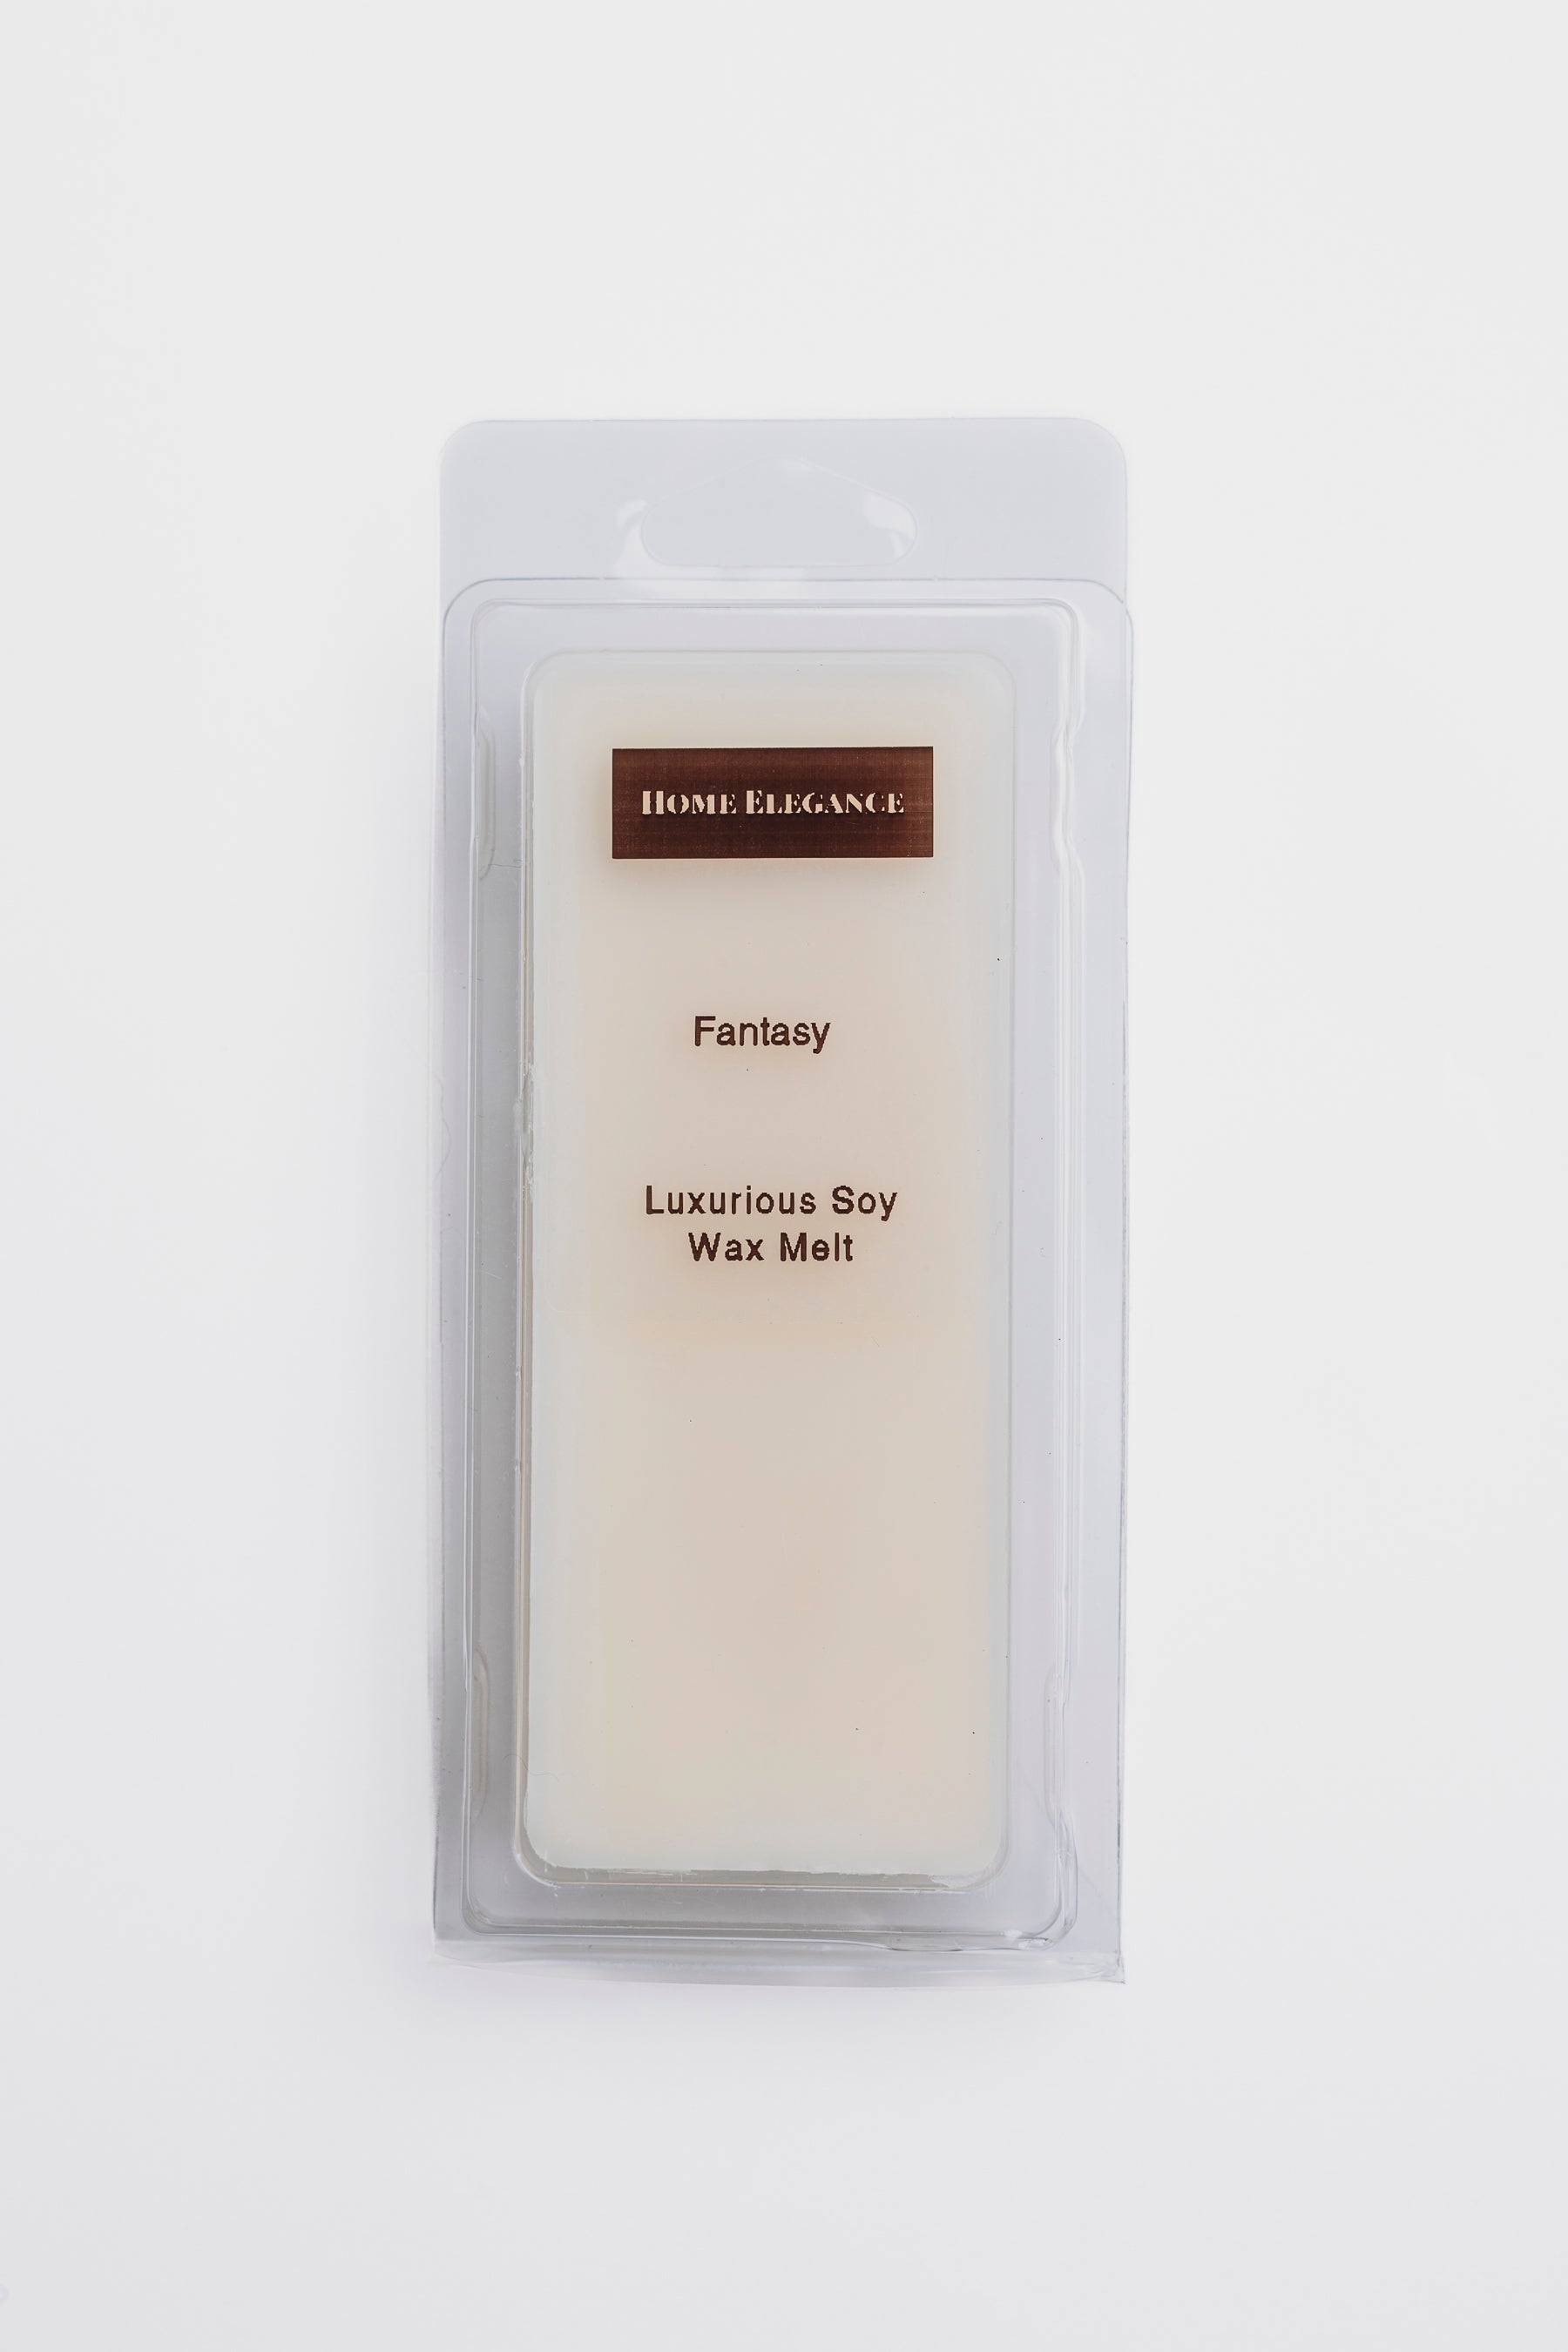 HOME ELEGANCE
Fantasy
Luxurious Soy
Wax Melt